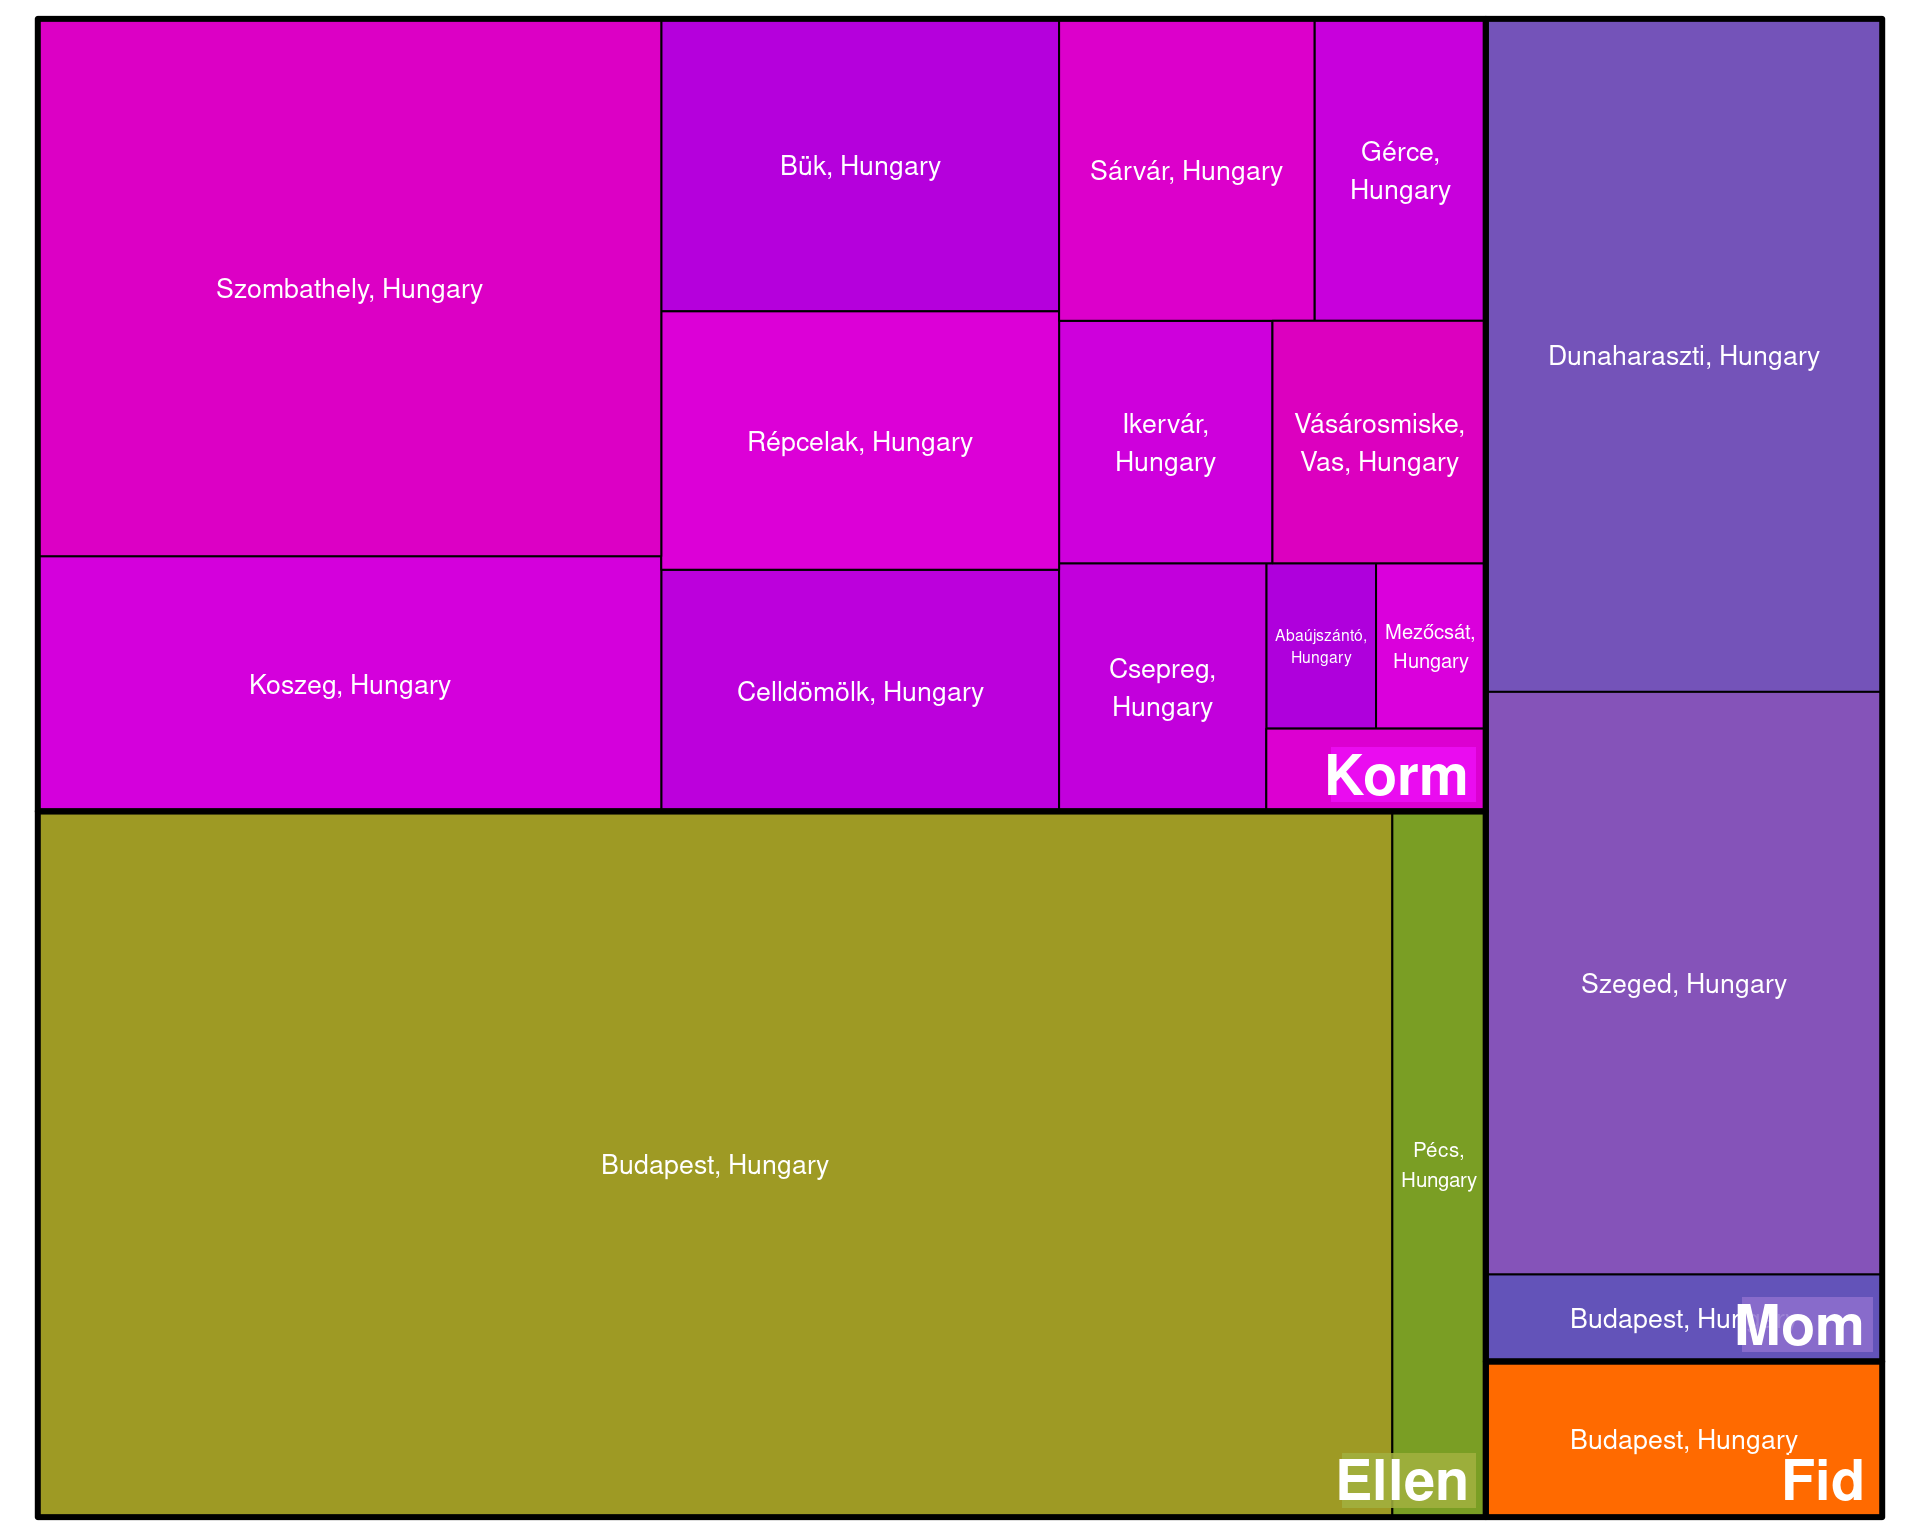 Szombathely, Hungary
Koszeg, Hungary
Bük, Hungary
Répcelak, Hungary
Celldömölk, Hungary
Sárvár, Hungary
Gérce,
Hungary
Ikervár,
Hungary
Vásárosmiske,
Vas, Hungary
Csepreg,
Hungary
Abaújszántó,
Hungary
Mezőcsát,
Hungary
Korm
Budapest, Hungary
Pécs,
Hungary
Ellen
Dunaharaszti, Hungary
Szeged, Hungary
Budapest,
Mom
Budapest, Hungary
Fid